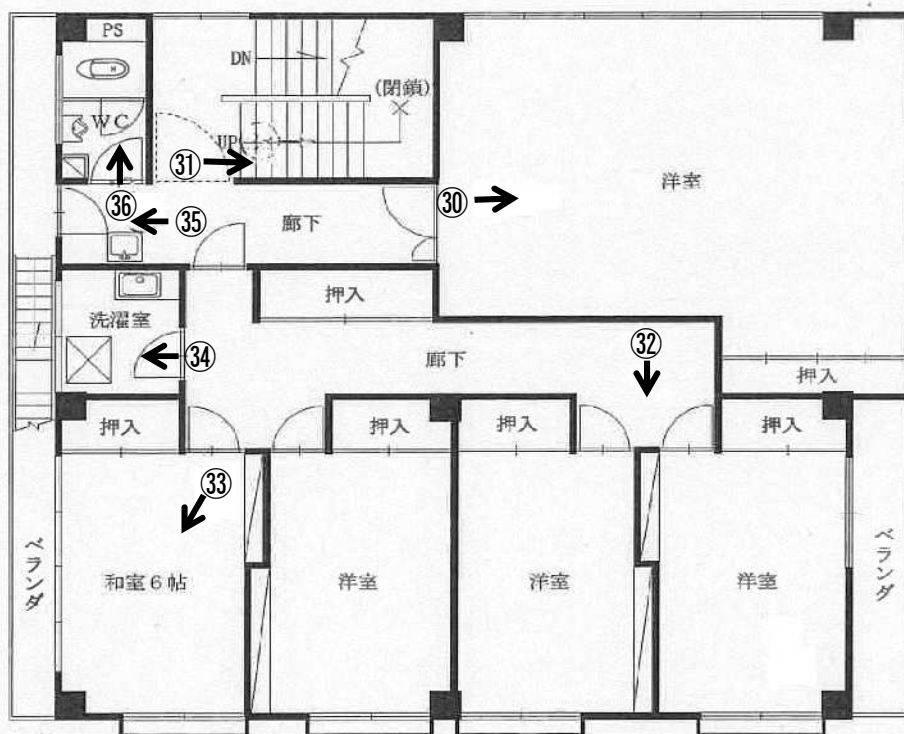 PS
DN
(閉鎖)
WC
UP
㉛
㊱
㉟
㉚
洋室
廊下
押入
洗濯室
㉞
廊下
㉜
押入
押入
押入
押入
押入
㉝
ベランダ
和室6帖
洋室
洋室
洋室
ベランダ